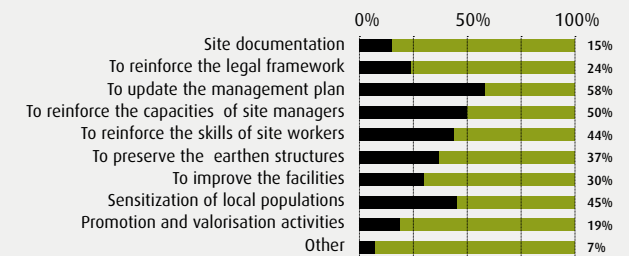 0% 50% 100%
Site documentation 15%
To reinforce the legal framework 24%
To update the management plan 58%
To reinforce the capacities of site managers 50%
To reinforce the skills of site workers 44%
To preserve the earthen structures 37%
To improve the facilities 30%
Sensitization of local populations 45%
Promotion and valorisation activities 19%
Other 7%